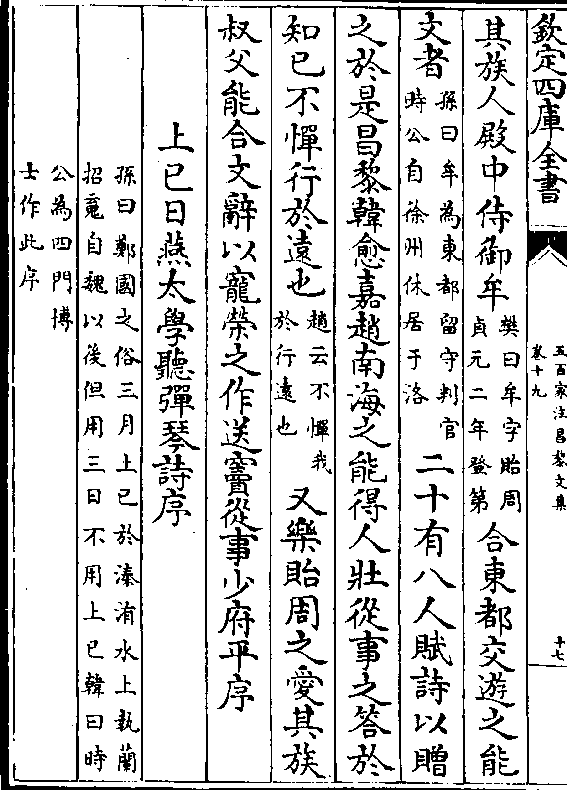 欽定四庫全書
五百家注昌黎文集
卷十九
十七
其族人殿中侍御牟樊曰牟字貽周貞元二年登第合東都交遊之能
文者孫曰牟為東都留守判官時公自徐州休居于洛二十有八人賦詩以贈
之於是昌黎韓愈嘉趙南海之能得人壯從事之答於
知已不憚行於遠也趙云不憚我於行遠也又樂貽周之愛其族
叔父能合文辭以寵榮之作送竇從事少府平序
上巳日燕太學聽彈琴詩序
孫曰鄭國之俗三月上巳於溱洧水上執蘭
招䰟自魏以後但用三日不用上巳韓曰時
公為四門博
士作此序